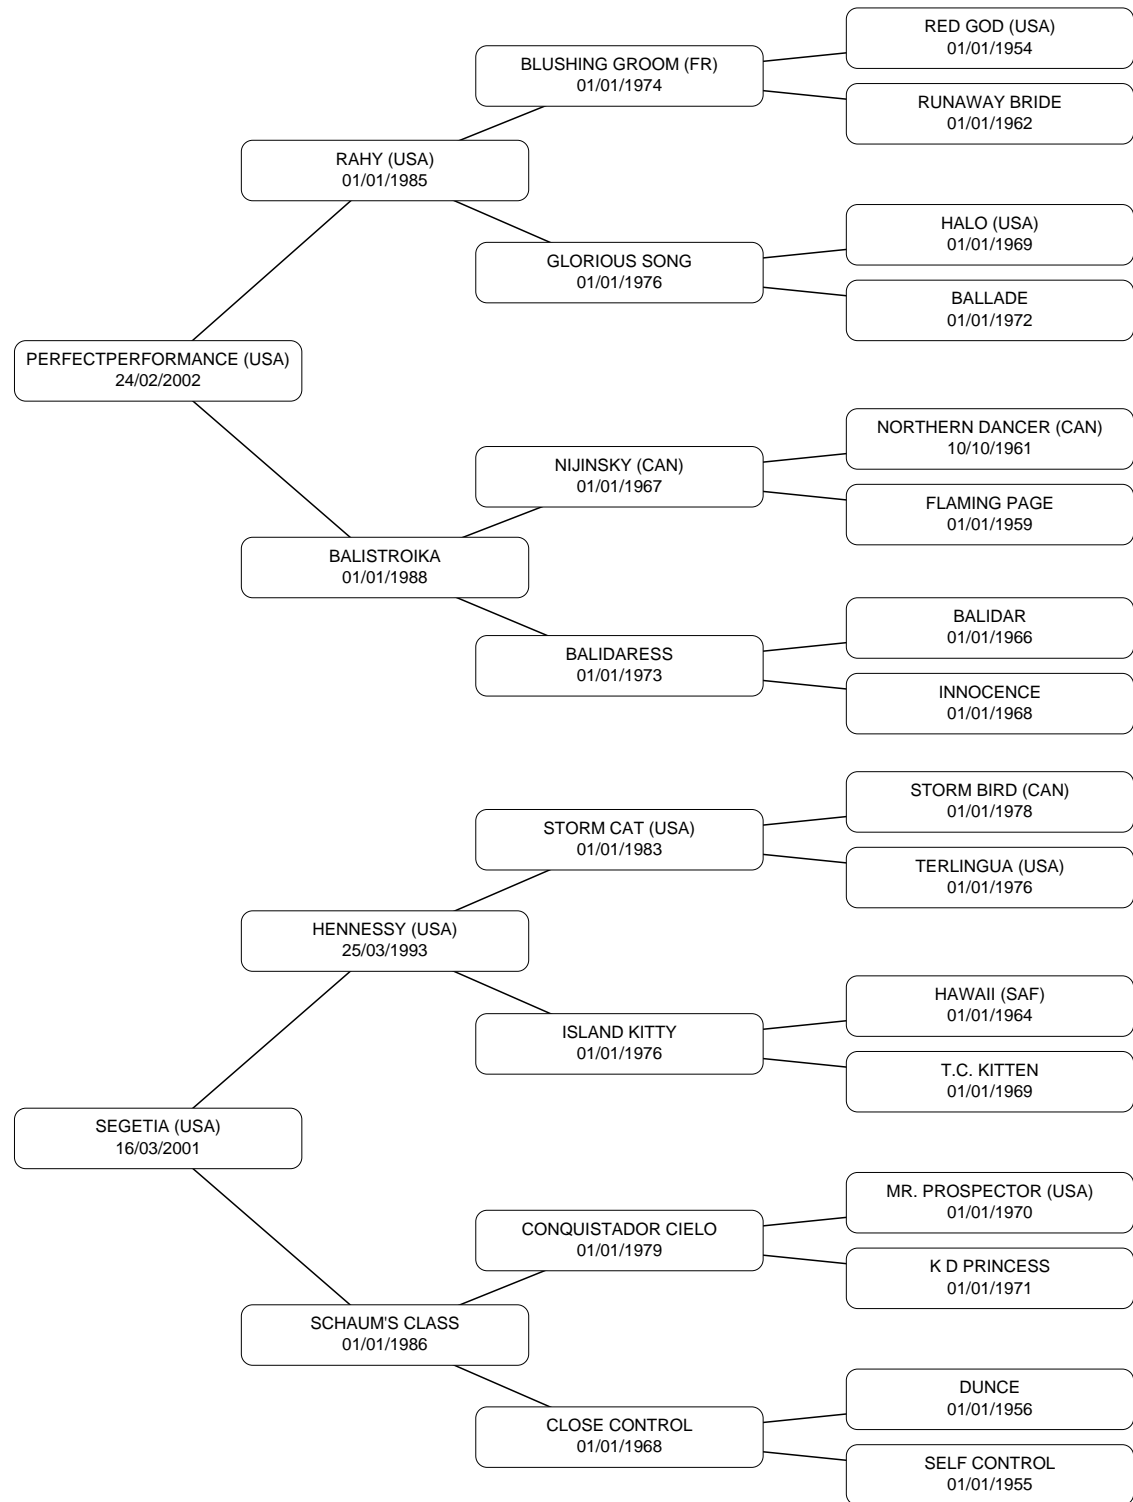 RED GOD (USA)
01/01/1954
BLUSHING GROOM (FR)
01/01/1974
RUNAWAY BRIDE
01/01/1962
RAHY (USA)
01/01/1985
HALO (USA)
01/01/1969
GLORIOUS SONG
01/01/1976
BALLADE
01/01/1972
PERFECTPERFORMANCE (USA)
24/02/2002
NORTHERN DANCER (CAN)
10/10/1961
NIJINSKY (CAN)
01/01/1967
FLAMING PAGE
01/01/1959
BALISTROIKA
01/01/1988
BALIDAR
01/01/1966
BALIDARESS
01/01/1973
INNOCENCE
01/01/1968
STORM BIRD (CAN)
01/01/1978
STORM CAT (USA)
01/01/1983
TERLINGUA (USA)
01/01/1976
HENNESSY (USA)
25/03/1993
HAWAII (SAF)
01/01/1964
ISLAND KITTY
01/01/1976
T.C. KITTEN
01/01/1969
SEGETIA (USA)
16/03/2001
MR. PROSPECTOR (USA)
01/01/1970
CONQUISTADOR CIELO
01/01/1979
K D PRINCESS
01/01/1971
SCHAUM'S CLASS
01/01/1986
DUNCE
01/01/1956
CLOSE CONTROL
01/01/1968
SELF CONTROL
01/01/1955